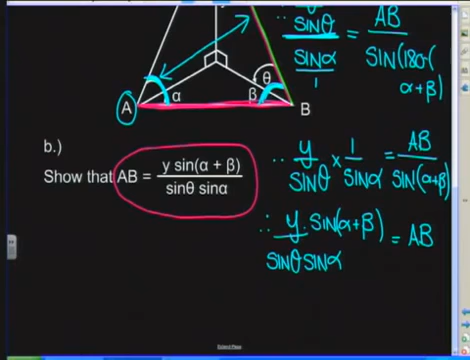 ∴ y/sinθ / sinα/1 = AB/sin(180-(α+β)
θ
A
α
β
B
b.)
∴ y/sinθ × 1/sinα = AB/sin(α+β)
Show that AB = y sin(α + β)/sinθ sinα
∴ y.sin(α+β)/sinθ sinα = AB